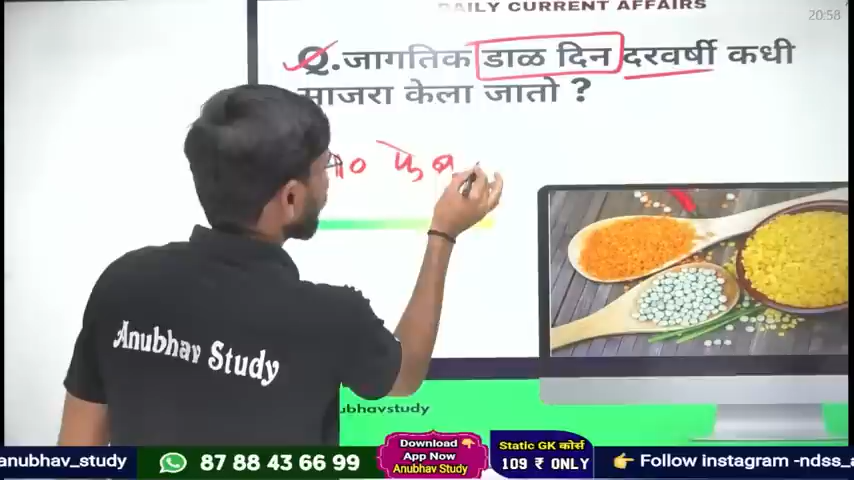 DAILY CURRENT AFFAIRS
20:58
Q.जागतिक डाळ दिन दरवर्षी कधी
साजरा केला जातो ?
१० फेब
Anubhav Study
ubhavstudy
anubhav_study
87 88 43 66 99
Download 👇
App Now
Anubhav Study
Static GK कोर्स
109 ₹ ONLY
👉 Follow instagram -ndss_a